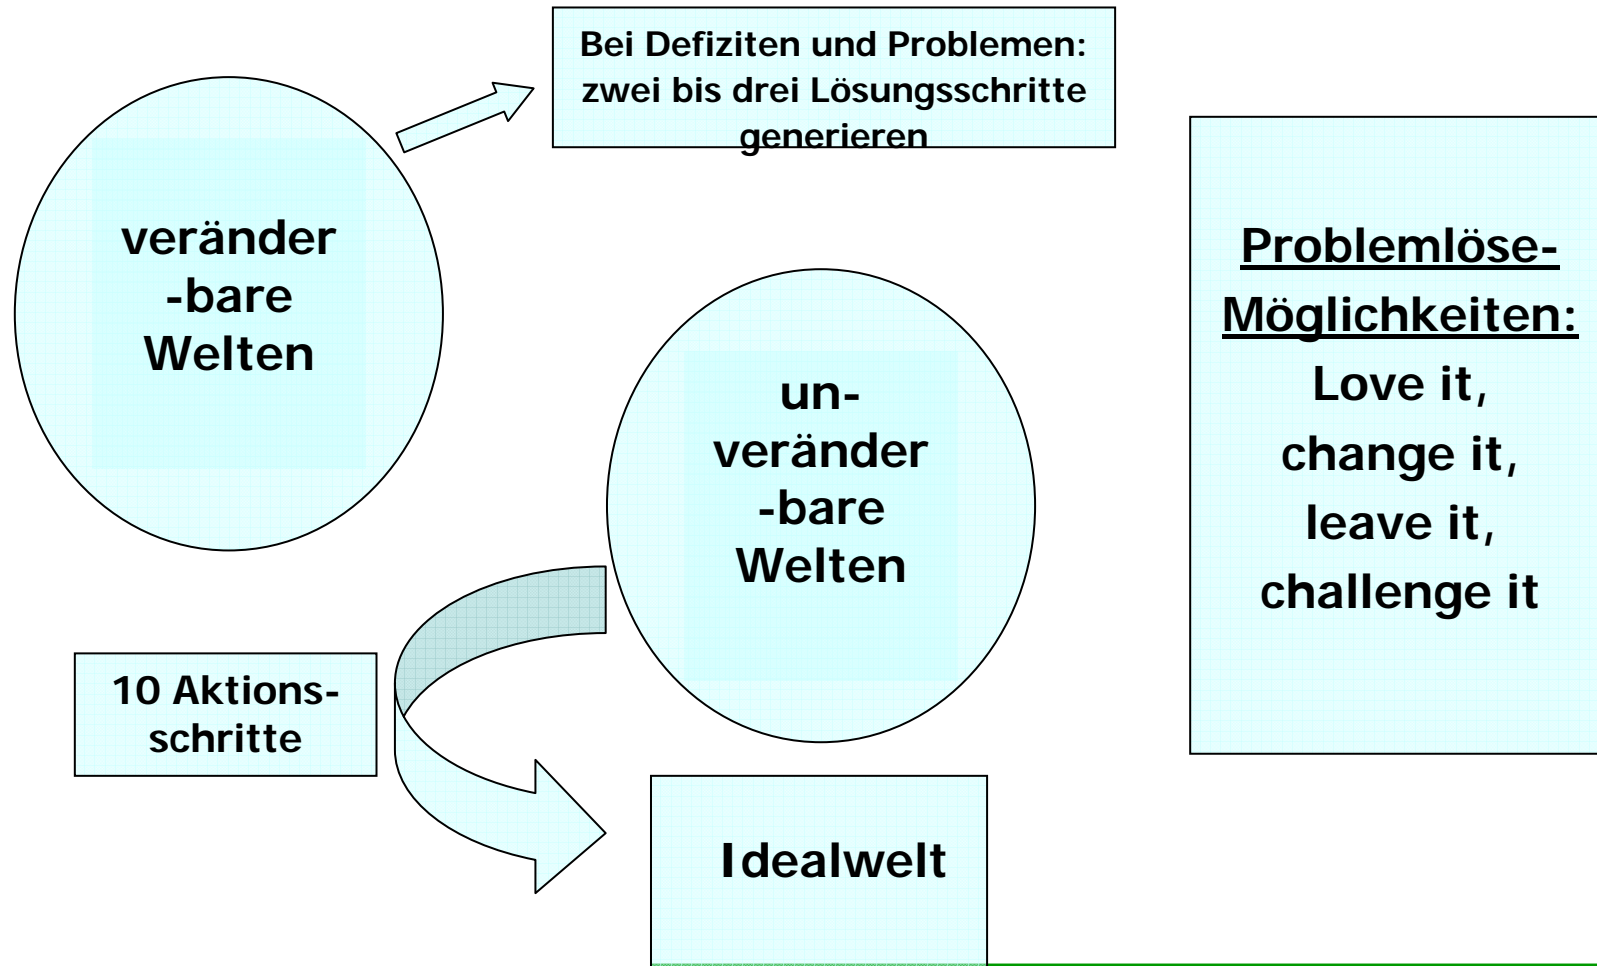 Bei Defiziten und Problemen:
zwei bis drei Lösungsschritte
generieren
veränder
-bare
Welten
un-
veränder
-bare
Welten
Problemlöse-
Möglichkeiten:
Love it,
change it,
leave it,
challenge it
10 Aktions-
schritte
Idealwelt